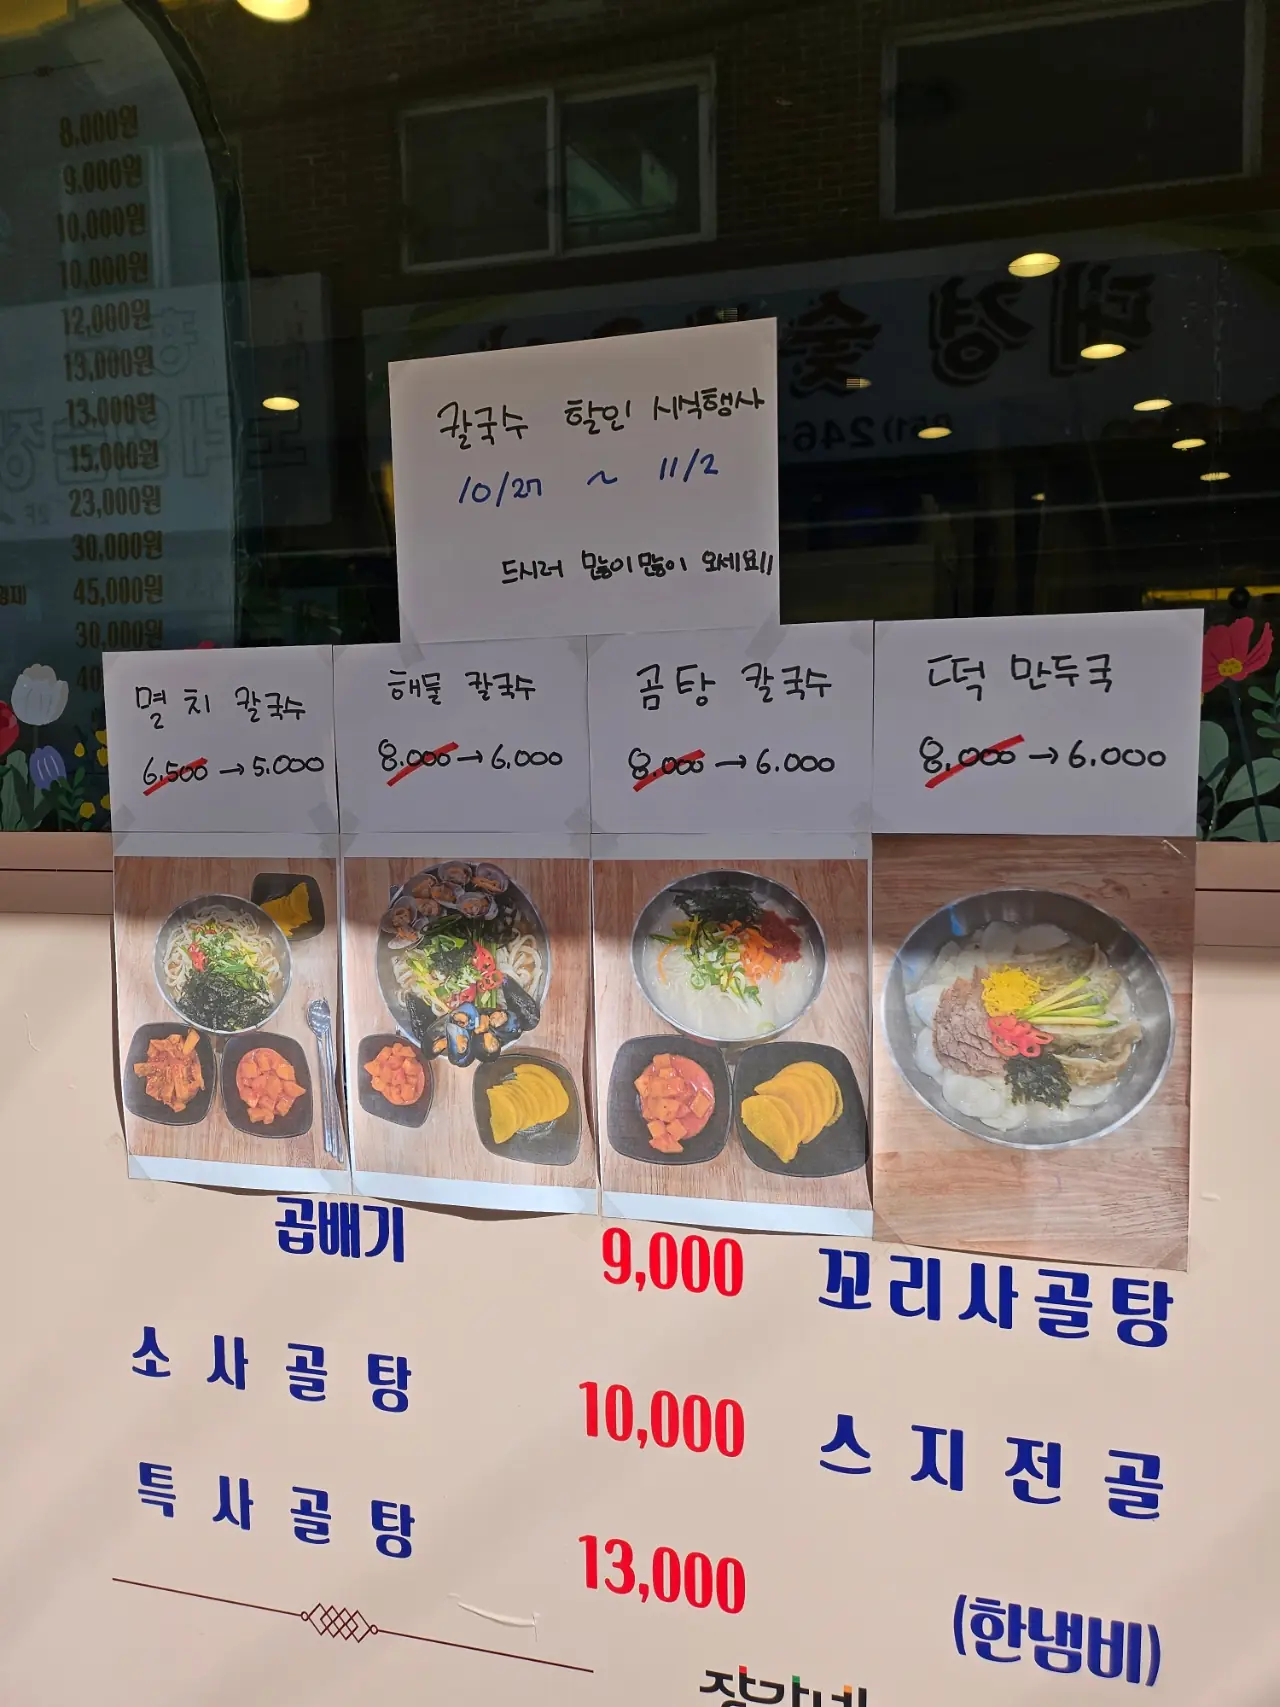 8,000원
9,000원
10,000원
10,000원
12,000원
13,000원
13,000원
15,000원
23,000원
30,000원
45,000원
30,000원
칼국수 할인 시식행사
10/27 ~ 11/2
드시러 많이많이 오세요!!
멸치 칼국수
6.500 → 5.000
해물 칼국수
8.000 → 6.000
곰탕 칼국수
8.000 → 6.000
떡 만두국
8.000 → 6.000
곱배기 9,000
꼬리사골탕
소사골탕 10,000
스지전골
특사골탕 13,000
(한냄비)